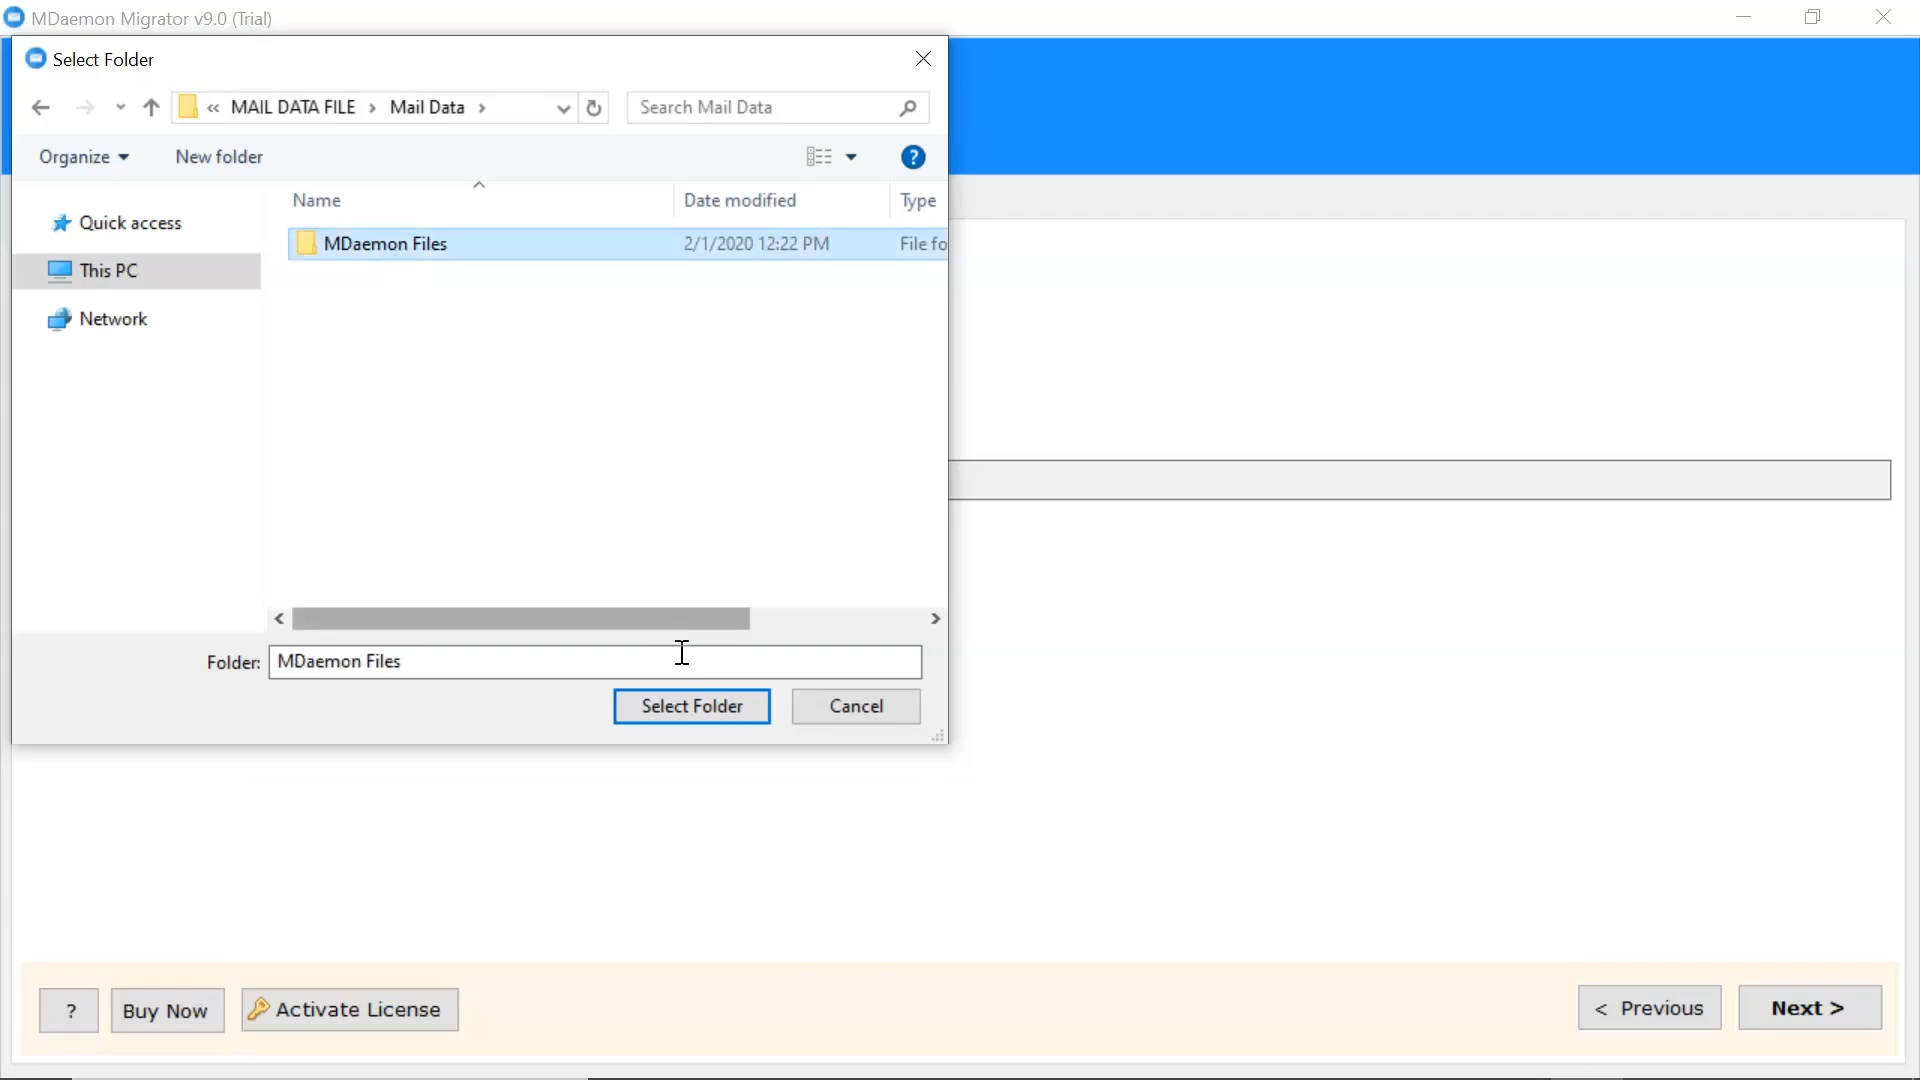 MDaemon Migrator v9.0 (Trial)
Select Folder
« MAIL DATA FILE > Mail Data >
Search Mail Data
Organize
New folder
?
Name
Date modified
Type
Quick access
This PC
Network
MDaemon Files
2/1/2020 12:22 PM
File fo
Folder:
MDaemon Files
Select Folder
Cancel
?
Buy Now
Activate License
< Previous
Next >